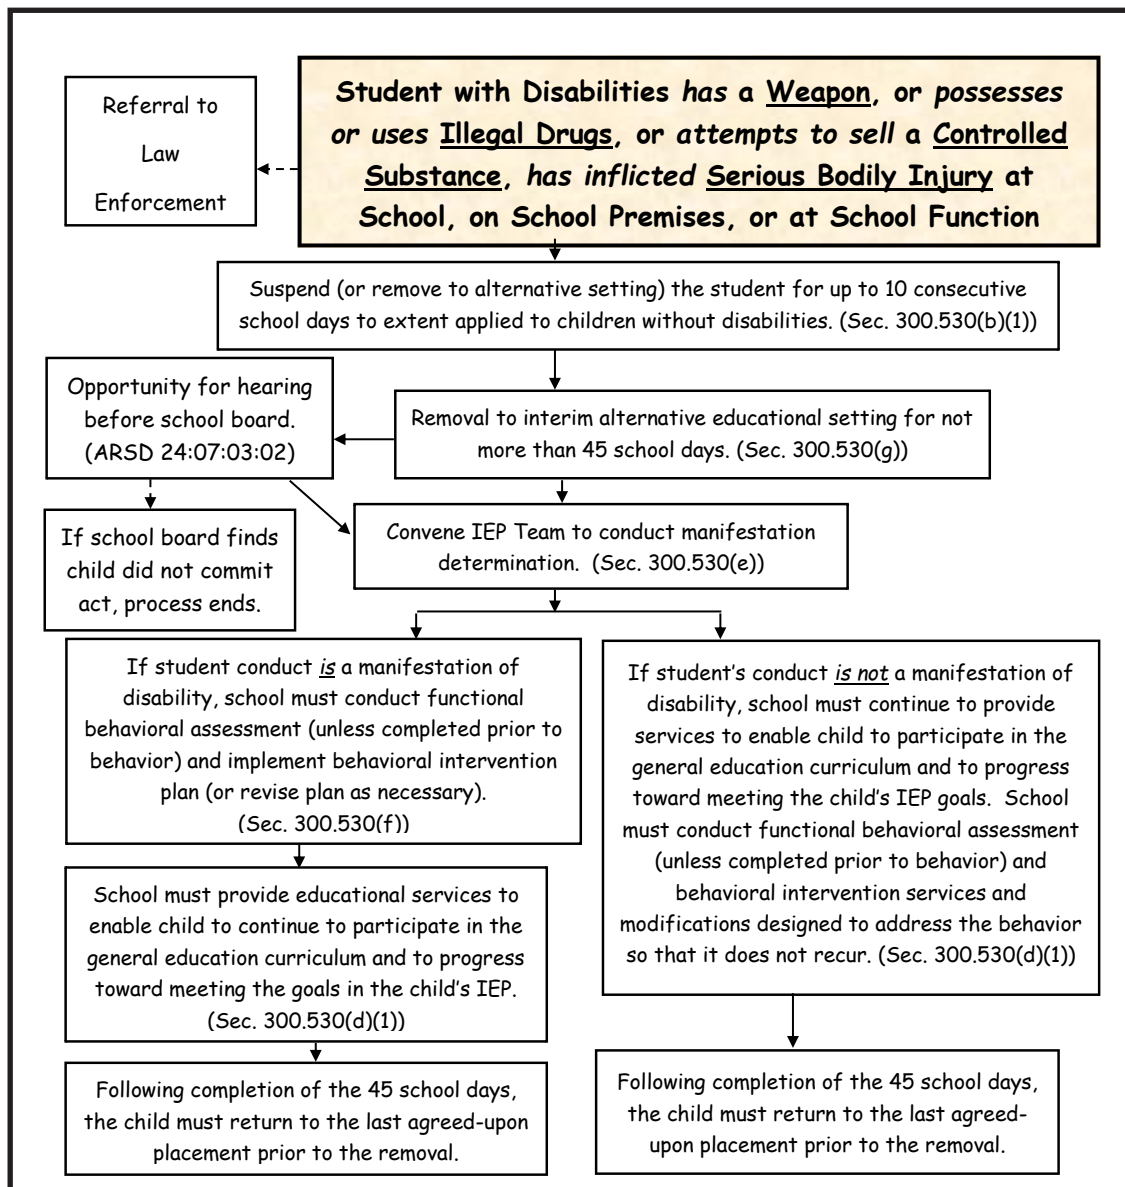 Referral to
Law
Enforcement
Student with Disabilities has a Weapon, or possesses
or uses Illegal Drugs, or attempts to sell a Controlled
Substance, has inflicted Serious Bodily Injury at
School, on School Premises, or at School Function
Suspend (or remove to alternative setting) the student for up to 10 consecutive
school days to extent applied to children without disabilities. (Sec. 300.530(b)(1))
Opportunity for hearing
before school board.
(ARSD 24:07:03:02)
Removal to interim alternative educational setting for not
more than 45 school days. (Sec. 300.530(g))
If school board finds
child did not commit
act, process ends.
Convene IEP Team to conduct manifestation
determination. (Sec. 300.530(e))
If student conduct is a manifestation of
disability, school must conduct functional
behavioral assessment (unless completed prior to
behavior) and implement behavioral intervention
plan (or revise plan as necessary).
(Sec. 300.530(f))
If student’s conduct is not a manifestation of
disability, school must continue to provide
services to enable child to participate in the
general education curriculum and to progress
toward meeting the child’s IEP goals. School
must conduct functional behavioral assessment
(unless completed prior to behavior) and
behavioral intervention services and
modifications designed to address the behavior
so that it does not recur. (Sec. 300.530(d)(1))
School must provide educational services to
enable child to continue to participate in the
general education curriculum and to progress
toward meeting the goals in the child’s IEP.
(Sec. 300.530(d)(1))
Following completion of the 45 school days,
the child must return to the last agreed-upon
placement prior to the removal.
Following completion of the 45 school days,
the child must return to the last agreed-
upon placement prior to the removal.